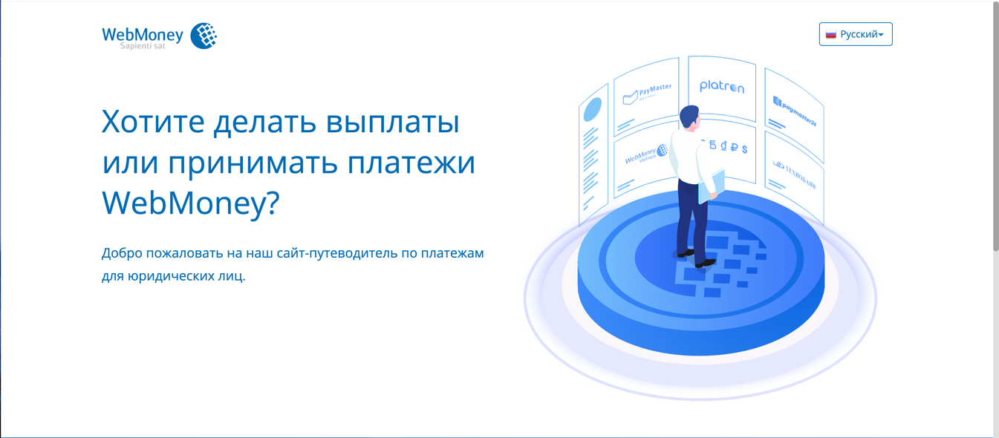 WebMoney
Sapienti sat
Русский
Хотите делать выплаты
или принимать платежи
WebMoney?
Добро пожаловать на наш сайт-путеводитель по платежам
для юридических лиц.
PayMaster
platron
paymaster24
WebMoney
Vietnam
Б ₫ ₽ $
ТЕХНОБАНК